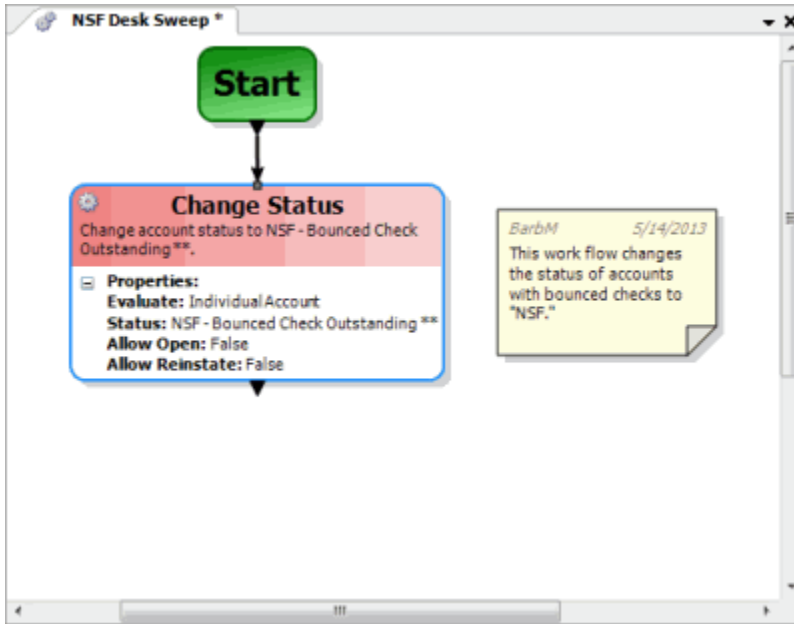 NSF Desk Sweep *
Start
Change Status
Change account status to NSF - Bounced Check
Outstanding **.
Properties:
Evaluate: IndividualAccount
Status: NSF - Bounced Check Outstanding **
Allow Open: False
Allow Reinstate: False
BarbM 5/14/2013
This work flow changes
the status of accounts
with bounced checks to
"NSF."